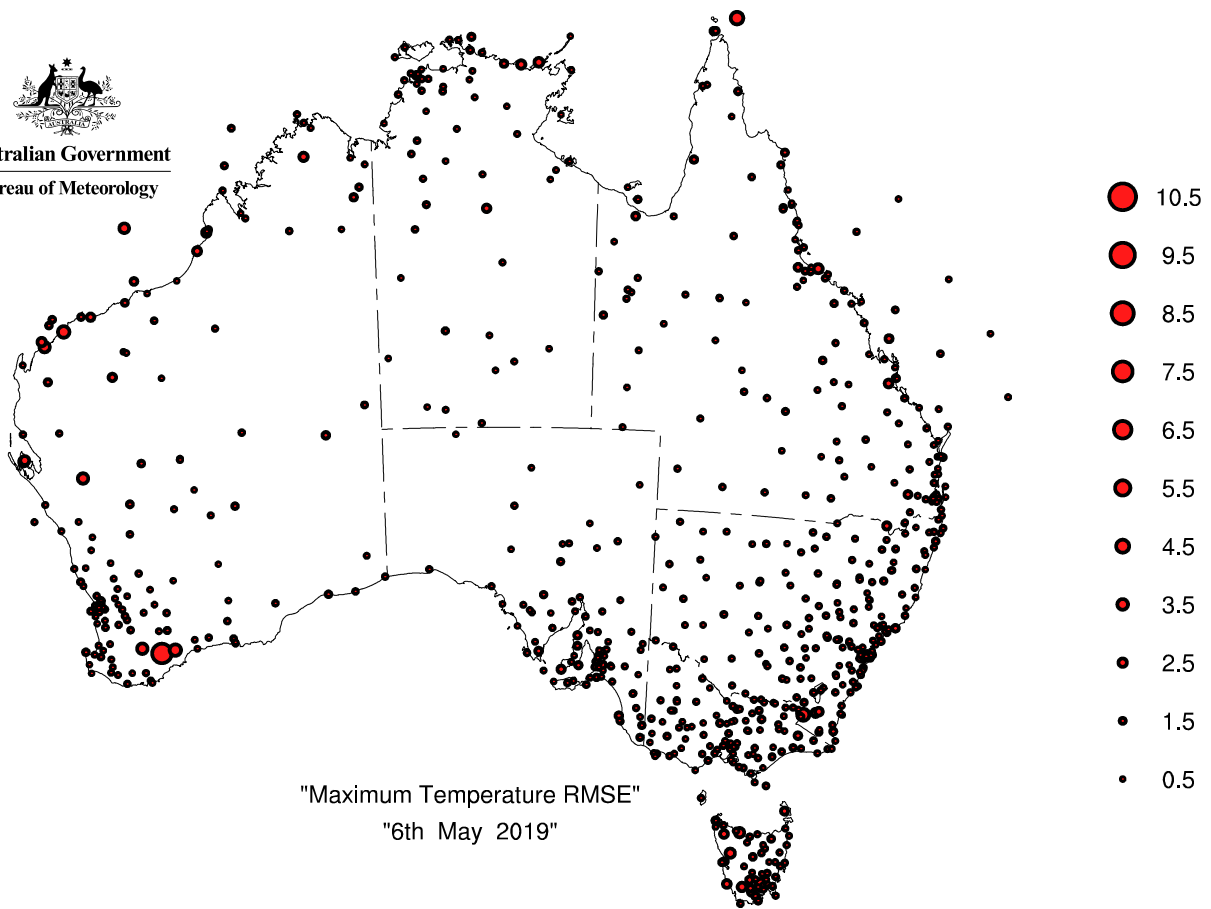 AUSTRALIA
tralian Government
reau of Meteorology
10.5
9.5
8.5
7.5
6.5
5.5
4.5
3.5
2.5
1.5
0.5
"Maximum Temperature RMSE"
"6th May 2019"